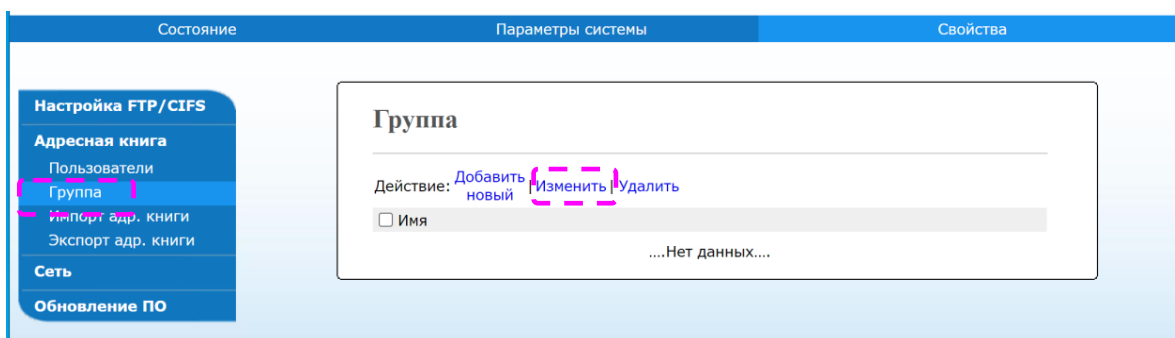 Состояние
Параметры системы
Свойства
Настройка FTP/CIFS
Адресная книга
Пользователи
Группа
Импорт адр. книги
Экспорт адр. книги
Сеть
Обновление ПО
Группа
Действие: Добавить новый | Изменить | Удалить
Имя
....Нет данных....